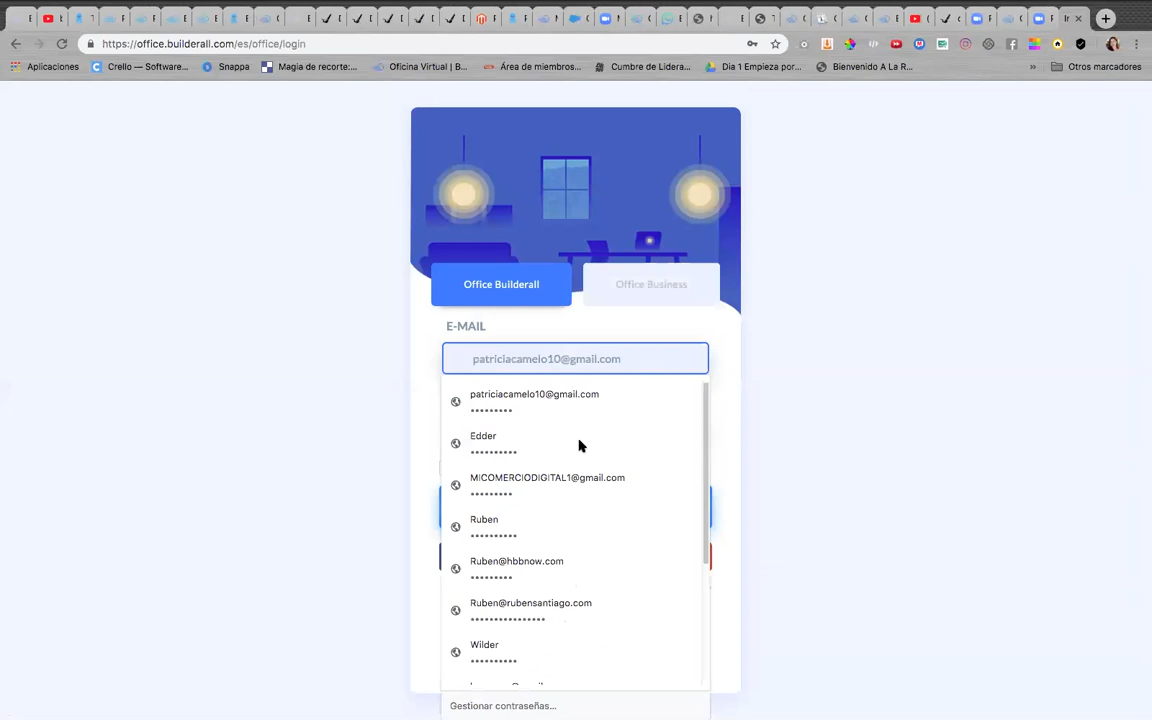 https://office.builderall.com/es/office/login
Aplicaciones
Crello — Software...
Snappa
Magia de recorte:...
Oficina Virtual | B...
Área de miembros...
Cumbre de Lidera...
Dia 1 Empieza por...
Bienvenido A La R...
»
Otros marcadores
Office Builderall
Office Business
E-MAIL
patriciacamelo10@gmail.com
patriciacamelo10@gmail.com
•••••••••
Edder
••••••••••
MICOMERCIODIGITAL1@gmail.com
•••••••••
Ruben
••••••••••
Ruben@hbbnow.com
•••••••••
Ruben@rubensantiago.com
••••••••••••••••
Wilder
••••••••••
Gestionar contraseñas...